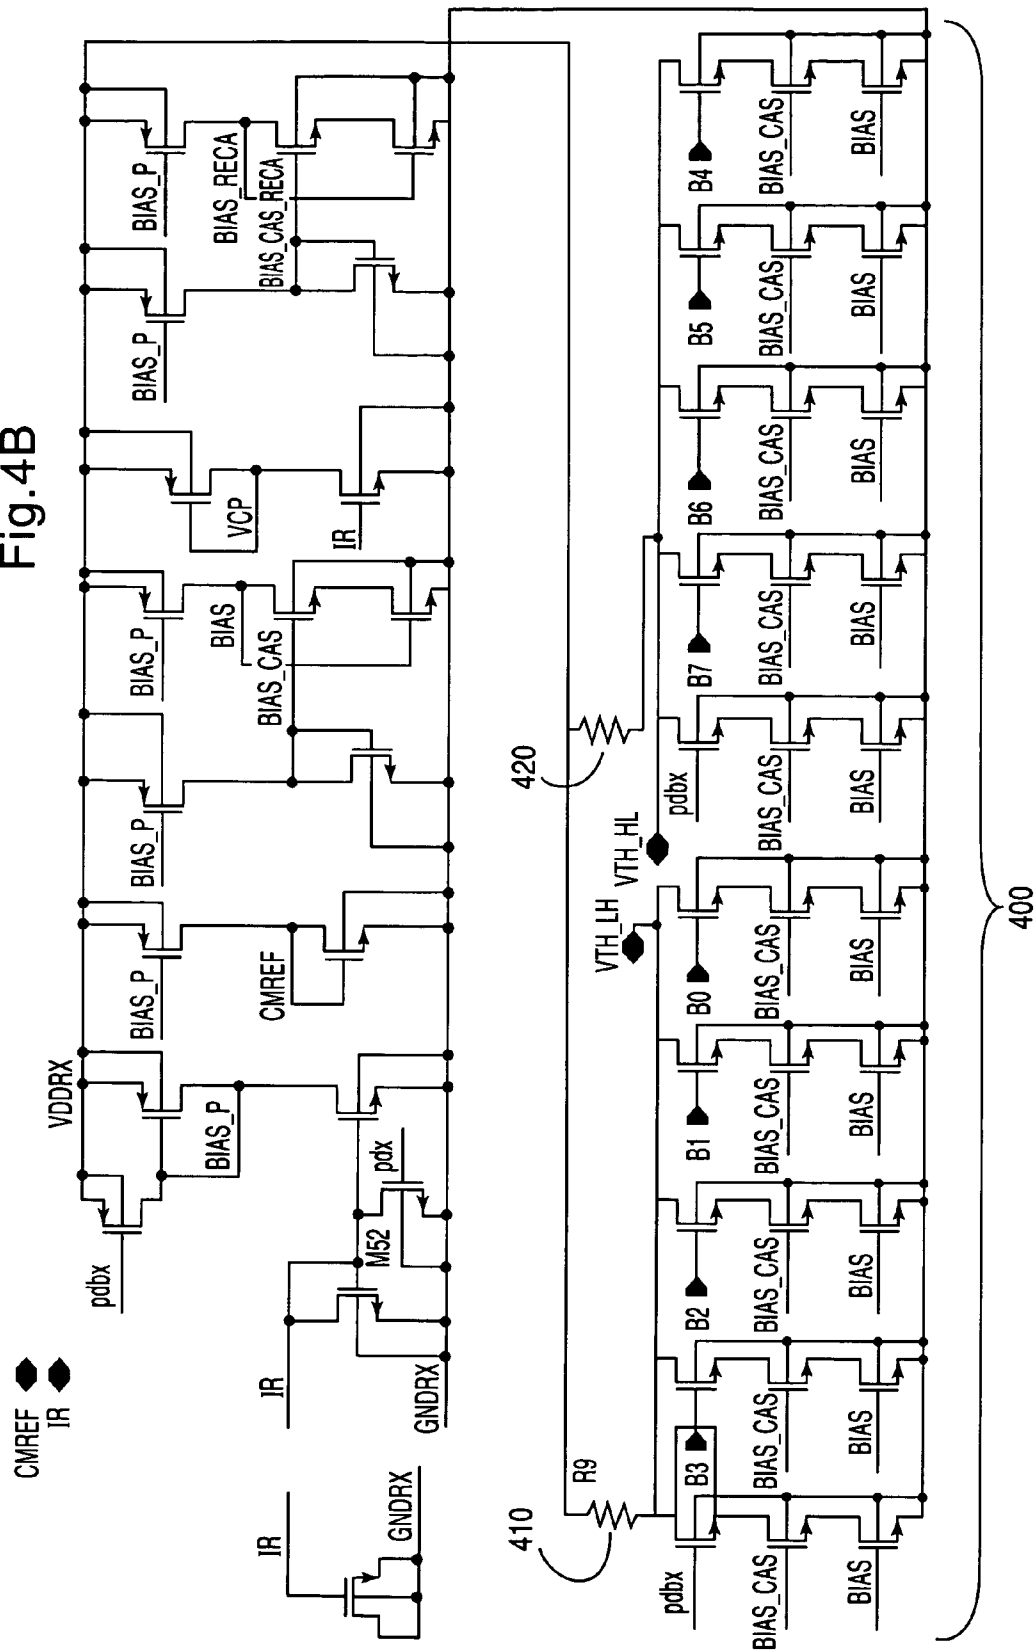 Fig.4B
CMREF
IR
VDDRX
pdbx
BIAS_P
BIAS_P
BIAS_P
BIAS_P
BIAS_P
BIAS_P
CMREF
BIAS
BIAS_CAS
VCP
IR
BIAS_RECA
BIAS_CAS_RECA
IR
GNDRX
IR
GNDRX
M52
pdx
410
R9
420
VTH_LH
VTH_HL
pdbx
B3
B2
B1
B0
pdbx
B7
B6
B5
B4
BIAS_CAS
BIAS_CAS
BIAS_CAS
BIAS_CAS
BIAS_CAS
BIAS_CAS
BIAS_CAS
BIAS_CAS
BIAS_CAS
BIAS_CAS
BIAS
BIAS
BIAS
BIAS
BIAS
BIAS
BIAS
BIAS
BIAS
BIAS
400